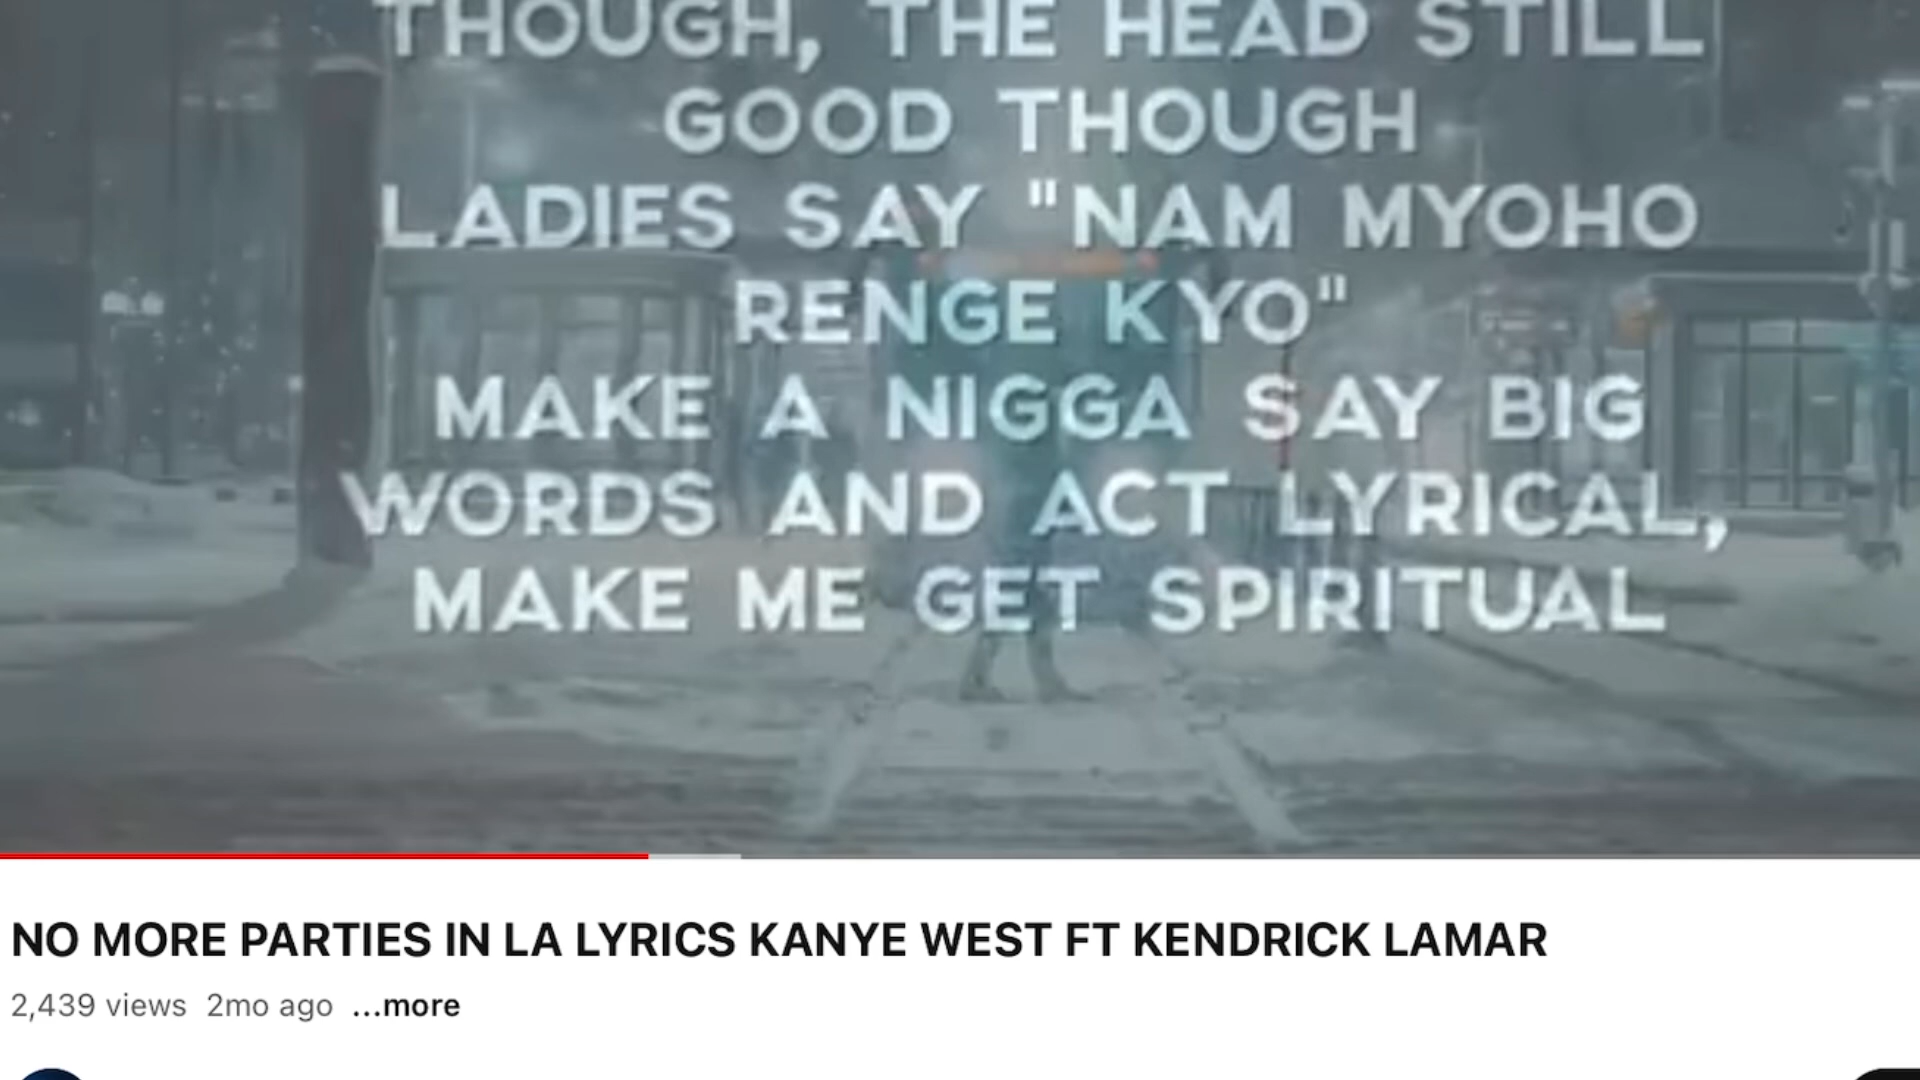 THOUGH, THE HEAD STILL
GOOD THOUGH
LADIES SAY "NAM MYOHO
RENGE KYO"
MAKE A NIGGA SAY BIG
WORDS AND ACT LYRICAL,
MAKE ME GET SPIRITUAL
NO MORE PARTIES IN LA LYRICS KANYE WEST FT KENDRICK LAMAR
2,439 views 2mo ago ...more